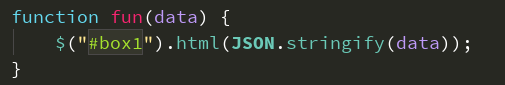 function fun(data) {
    $("#box1").html(JSON.stringify(data));
}